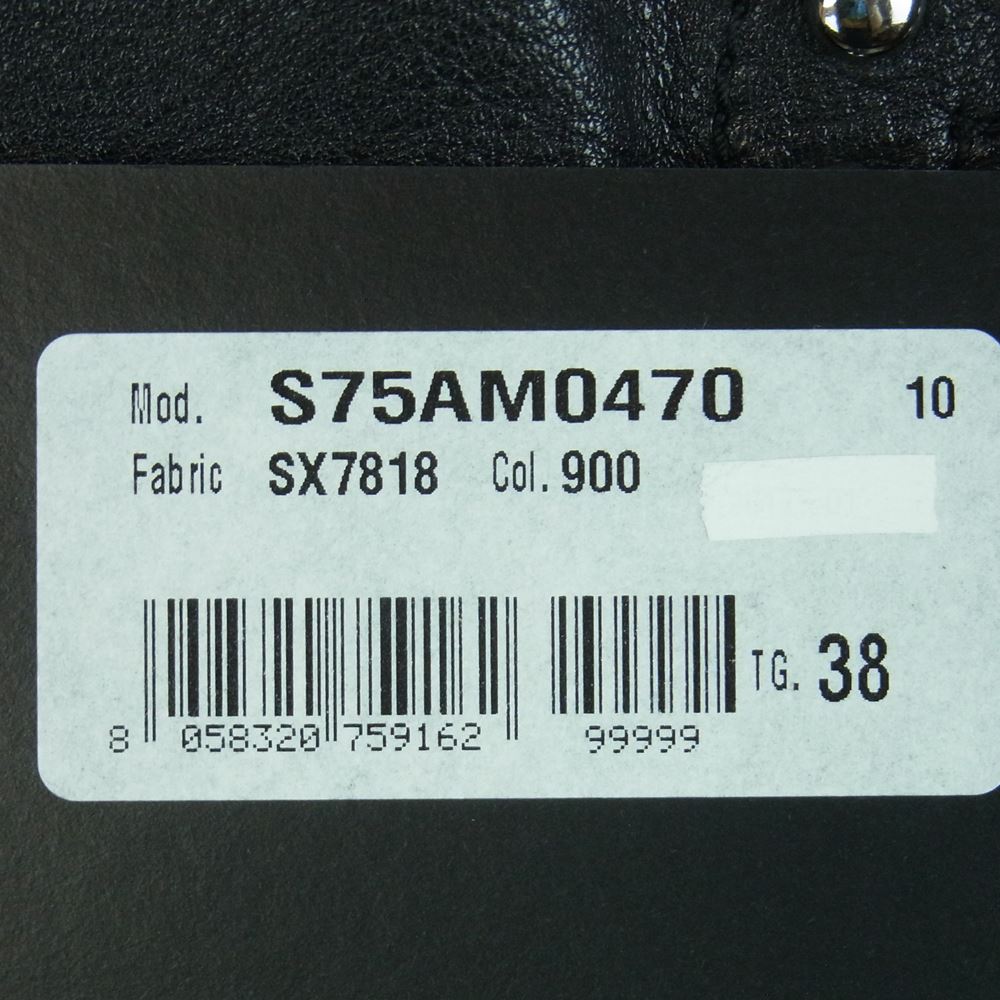 Mod. S75AM0470 10
Fabric SX7818 Col. 900
TG. 38
8 058320 759162 99999